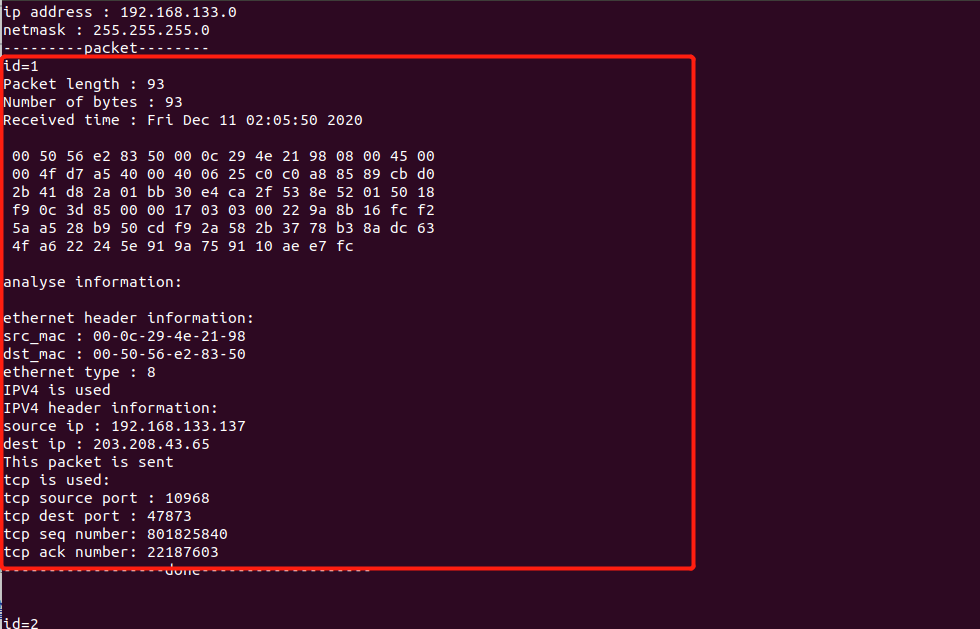 ip address : 192.168.133.0
netmask : 255.255.255.0
---------packet--------
id=1
Packet length : 93
Number of bytes : 93
Received time : Fri Dec 11 02:05:50 2020
00 50 56 e2 83 50 00 0c 29 4e 21 98 08 00 45 00
00 4f d7 a5 40 00 40 06 25 c0 c0 a8 85 89 cb d0
2b 41 d8 2a 01 bb 30 e4 ca 2f 53 8e 52 01 50 18
f9 0c 3d 85 00 00 17 03 03 00 22 9a 8b 16 fc f2
5a a5 28 b9 50 cd f9 2a 58 2b 37 78 b3 8a dc 63
4f a6 22 24 5e 91 9a 75 91 10 ae e7 fc
analyse information:
ethernet header information:
src_mac : 00-0c-29-4e-21-98
dst_mac : 00-50-56-e2-83-50
ethernet type : 8
IPV4 is used
IPV4 header information:
source ip : 192.168.133.137
dest ip : 203.208.43.65
This packet is sent
tcp is used:
tcp source port : 10968
tcp dest port : 47873
tcp seq number: 801825840
tcp ack number: 22187603
------------------done-------------------
id=2